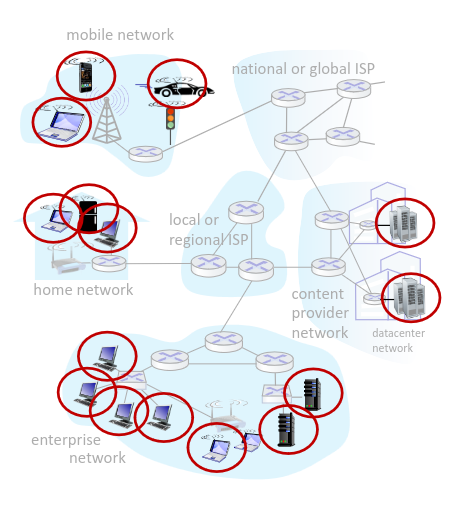 mobile network
national or global ISP
local or
regional ISP
home network
content
provider
network
datacenter
network
enterprise
network